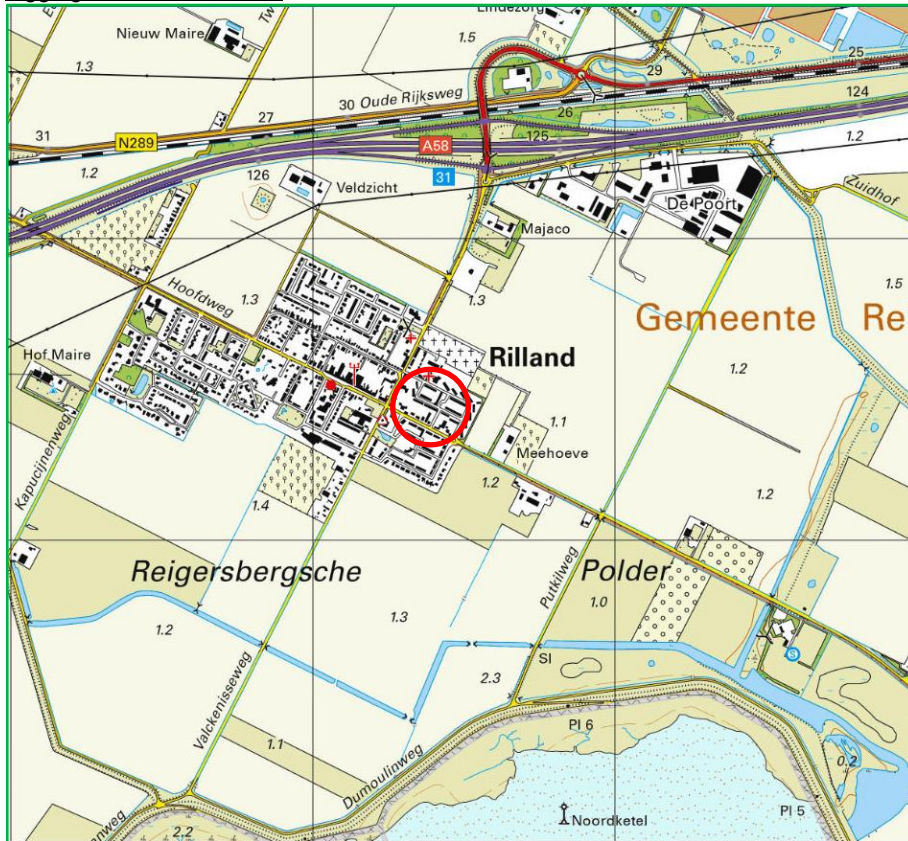 Nieuw Maire
Lindezorg
1.5
25
1.3
29
30 Oude Rijksweg
26
124
31
27
N289
A58
125
1.2
1.2
31
126
Veldzicht
De Poort
Zuidhof
Majaco
1.5
Hoofdweg
1.3
1.3
Gemeente Re
Hof Maire
Rilland
1.2
Kapucijnenweg
1.1
Meehoeve
1.2
1.4
1.2
Reigersbergsche
Polder
Putkilweg
1.0
1.2
1.3
SI
S
Valckenisseweg
2.3
Pl 6
1.1
Dumoulinweg
0.2
Noordketel
Pl 5
nweg
2.2